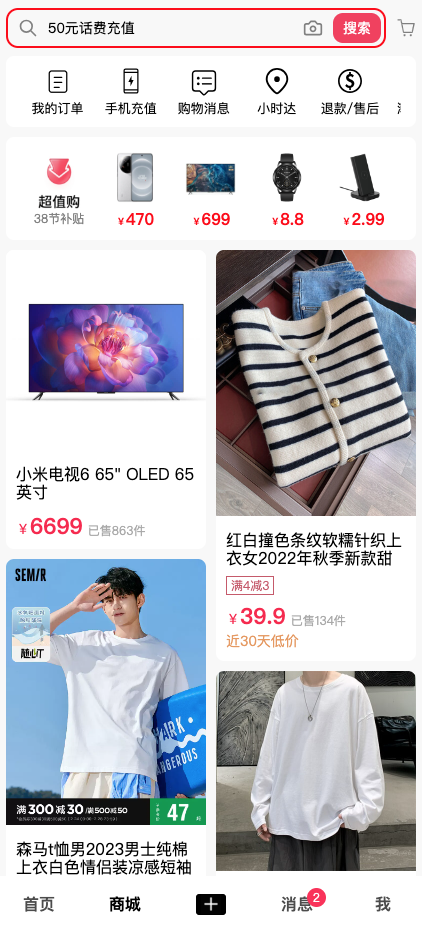 50元话费充值
搜索
我的订单
手机充值
购物消息
小时达
退款/售后
超值购
38节补贴
¥470
¥699
¥8.8
¥2.99
小米电视6 65" OLED 65
英寸
¥6699 已售863件
红白撞色条纹软糯针织上
衣女2022年秋季新款甜
满4减3
¥39.9 已售134件
近30天低价
SEMIR
随心T
满300减30/满500减50
47
森马t恤男2023男士纯棉
上衣白色情侣装凉感短袖
首页
商城
消息
2
我